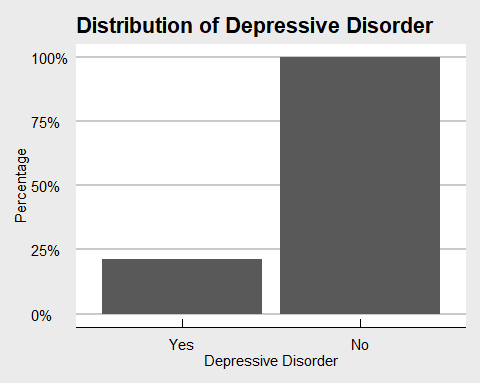 Distribution of Depressive Disorder
100%
75%
50%
25%
0%
Percentage
Yes No
Depressive Disorder